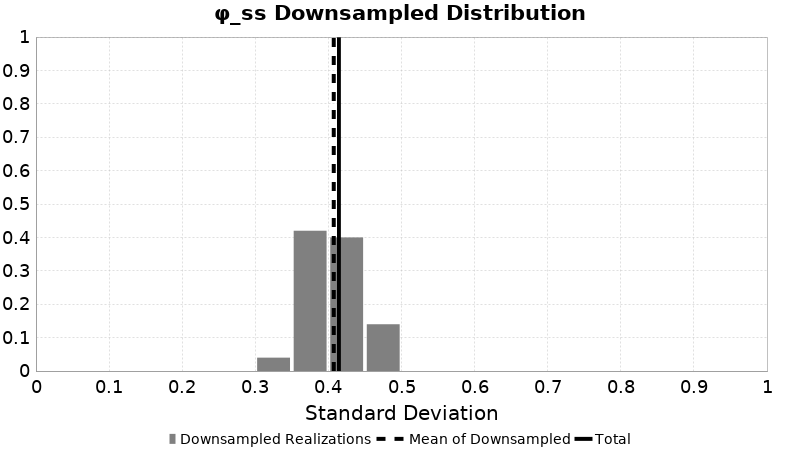 φ_ss Downsampled Distribution
1
0.9
0.8
0.7
0.6
0.5
0.4
0.3
0.2
0.1
0
0 0.1 0.2 0.3 0.4 0.5 0.6 0.7 0.8 0.9 1
Standard Deviation
Downsampled Realizations Mean of Downsampled Total